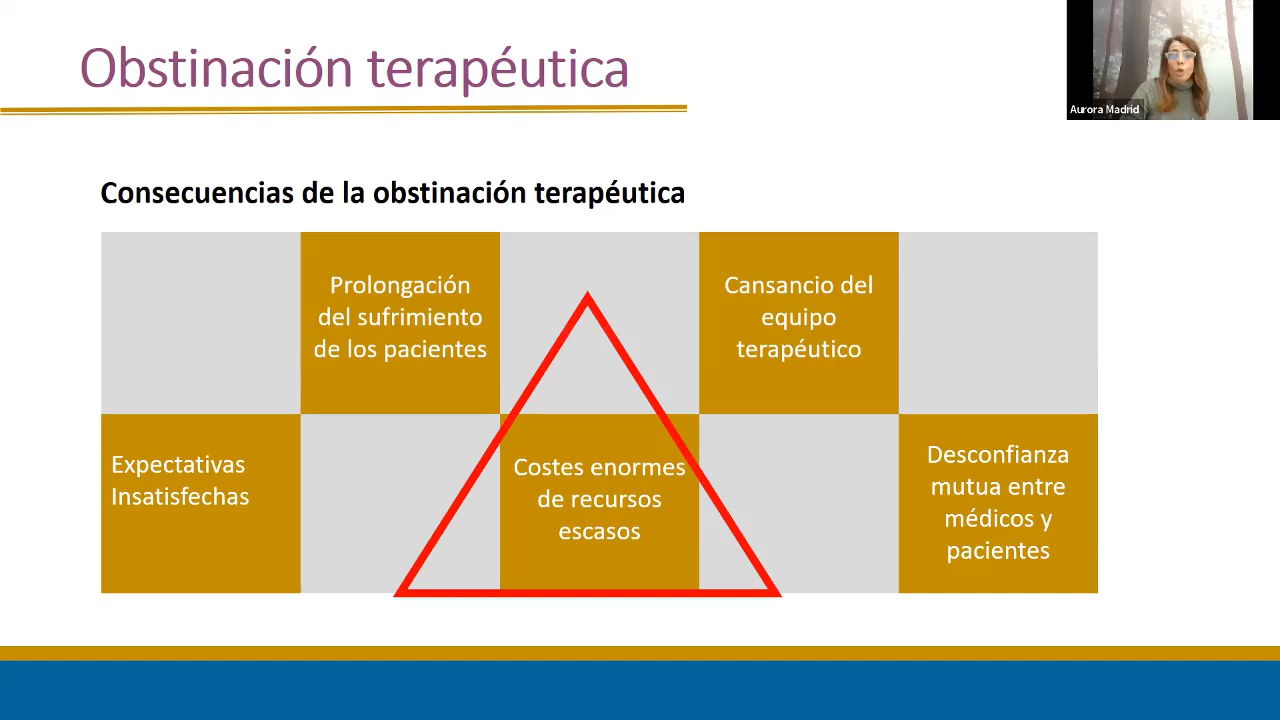 Obstinación terapéutica
Aurora Madrid
Consecuencias de la obstinación terapéutica
Prolongación
del sufrimiento
de los pacientes
Cansancio del
equipo
terapéutico
Expectativas
Insatisfechas
Costes enormes
de recursos
escasos
Desconfianza
mutua entre
médicos y
pacientes